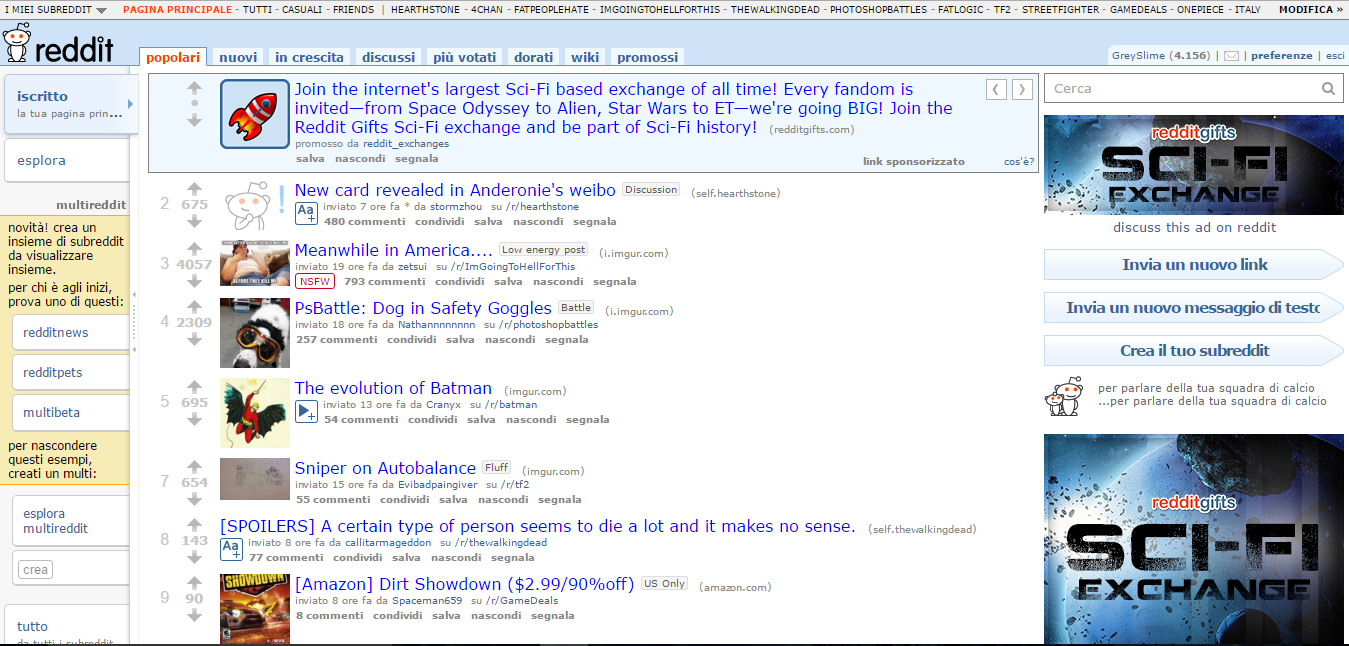 I MIEI SUBREDDIT PAGINA PRINCIPALE - TUTTI - CASUALI - FRIENDS | HEARTHSTONE - 4CHAN - FATPEOPLEHATE - IMGOINGTOHELLFORTHIS - THEWALKINGDEAD - PHOTOSHOPBATTLES - FATLOGIC - TF2 - STREETFIGHTER - GAMEDEALS - ONEPIECE - ITALY MODIFICA »
reddit popolari nuovi in crescita discussi più votati dorati wiki promossi
GreySlime (4.156) | | preferenze | esci
iscritto
la tua pagina prin...
esplora
multireddit
novità! crea un
insieme di subreddit
da visualizzare
insieme.
per chi è agli inizi,
prova uno di questi:
redditnews
redditpets
multibeta
per nascondere
questi esempi,
creati un multi:
esplora
multireddit
crea
tutto
da tutti i subreddit
Join the internet's largest Sci-Fi based exchange of all time! Every fandom is
invited—from Space Odyssey to Alien, Star Wars to ET—we're going BIG! Join the
Reddit Gifts Sci-Fi exchange and be part of Sci-Fi history! (redditgifts.com)
promosso da reddit_exchanges
salva nascondi segnala
link sponsorizzato cos'è?
2 675
New card revealed in Anderonie's weibo Discussion (self.hearthstone)
Aa+
inviato 7 ore fa * da stormzhou su /r/hearthstone
480 commenti condividi salva nascondi segnala
3 4057
BEFORE THEY KILL ME
Meanwhile in America.... Low energy post (i.imgur.com)
inviato 19 ore fa da zetsui su /r/ImGoingToHellForThis
NSFW 793 commenti condividi salva nascondi segnala
4 2309
PsBattle: Dog in Safety Goggles Battle (i.imgur.com)
inviato 18 ore fa da Nathannnnnnnn su /r/photoshopbattles
257 commenti condividi salva nascondi segnala
5 695
The evolution of Batman (imgur.com)
inviato 13 ore fa da Cranyx su /r/batman
54 commenti condividi salva nascondi segnala
7 654
Sniper on Autobalance Fluff (imgur.com)
inviato 15 ore fa da Evibadpaingiver su /r/tf2
55 commenti condividi salva nascondi segnala
8 143
[SPOILERS] A certain type of person seems to die a lot and it makes no sense. (self.thewalkingdead)
Aa+
inviato 8 ore fa da callitarmageddon su /r/thewalkingdead
77 commenti condividi salva nascondi segnala
9 90
SHOWDOWN
[Amazon] Dirt Showdown ($2.99/90%off) US Only (amazon.com)
inviato 8 ore fa da Spaceman659 su /r/GameDeals
8 commenti condividi salva nascondi segnala
Cerca
redditgifts
SCI-FI
EXCHANGE
discuss this ad on reddit
Invia un nuovo link
Invia un nuovo messaggio di testo
Crea il tuo subreddit
per parlare della tua squadra di calcio
...per parlare della tua squadra di calcio
redditgifts
SCI-FI
EXCHANGE